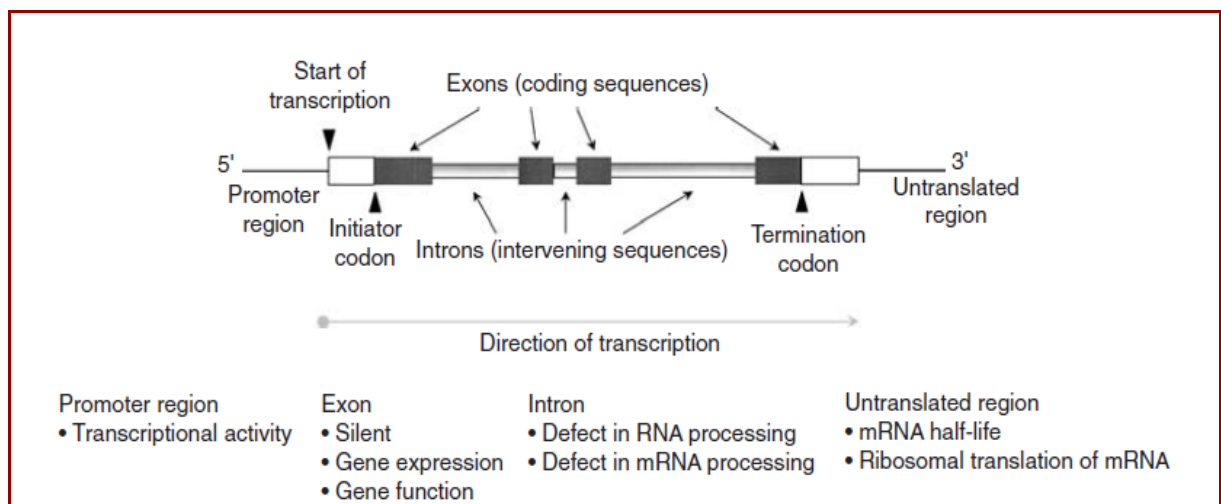 Start of
transcription
Exons (coding sequences)
5'
3'
Promoter
region
Initiator
codon
Introns (intervening sequences)
Termination
codon
Untranslated
region
Direction of transcription
Promoter region
• Transcriptional activity
Exon
• Silent
• Gene expression
• Gene function
Intron
• Defect in RNA processing
• Defect in mRNA processing
Untranslated region
• mRNA half-life
• Ribosomal translation of mRNA